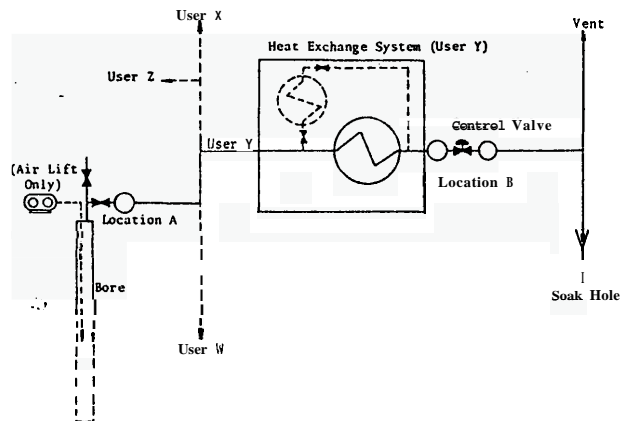 User X
Vent
Heat Exchange System (User Y)
User Z
Control Valve
User Y
(Air Lift
Only)
Location B
Location A
Bore
Soak Hole
User W